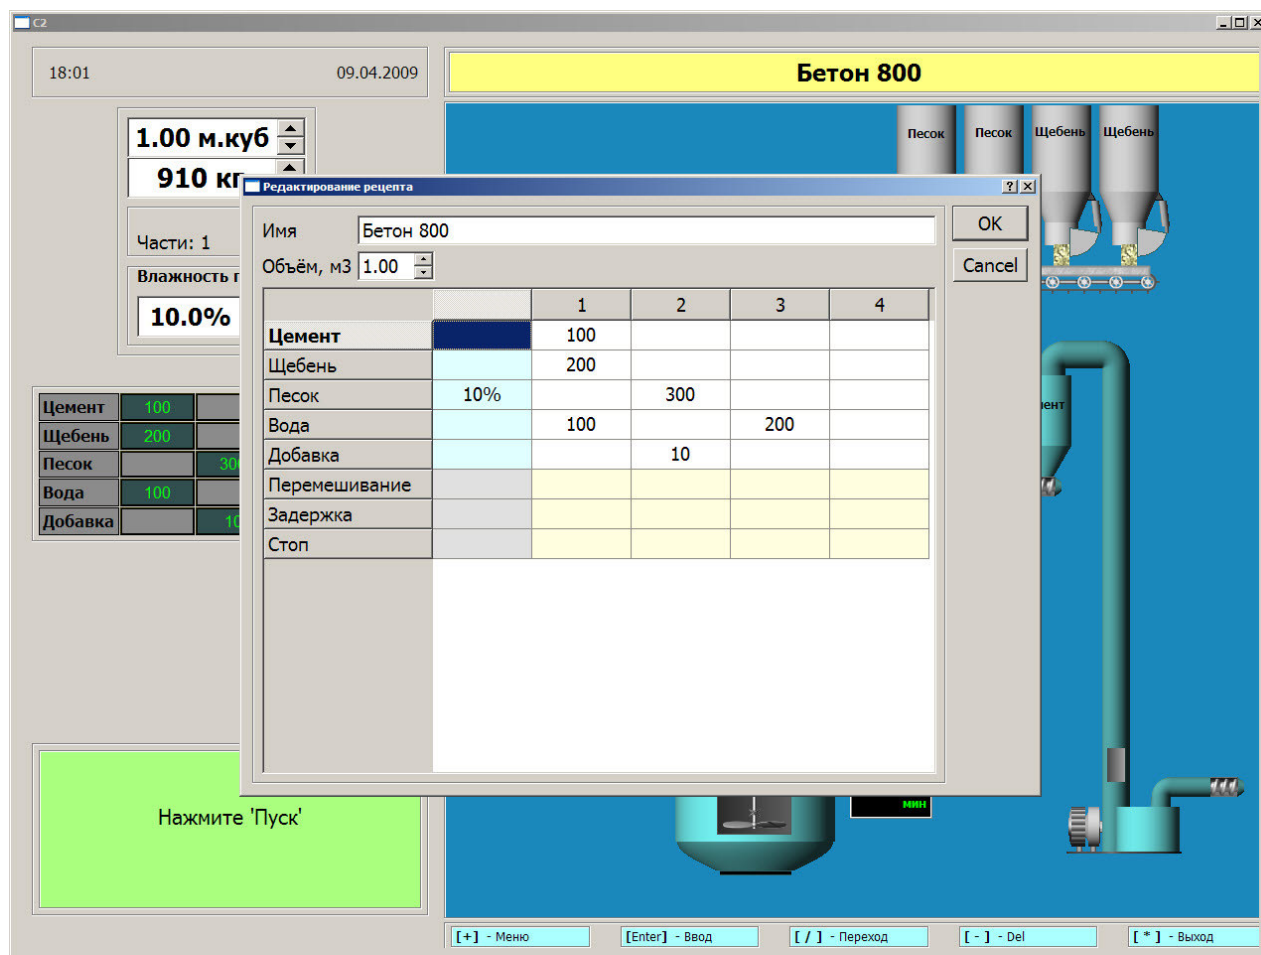 C2
18:01 09.04.2009
Бетон 800
1.00 м.куб
910 кг
Части: 1
Влажность
10.0%
Песок Песок Щебень Щебень
Редактирование рецепта
Имя Бетон 800 OK
Объём, м3 1.00 Cancel
1 2 3 4
Цемент 100
Щебень 200
Песок 10% 300
Вода 100 200
Добавка 10
Перемешивание
Задержка
Стоп
Цемент 100
Щебень 200
Песок 30
Вода 100
Добавка 10
мент
Нажмите 'Пуск'
мин
[+] - Меню [Enter] - Ввод [ / ] - Переход [ - ] - Del [ * ] - Выход